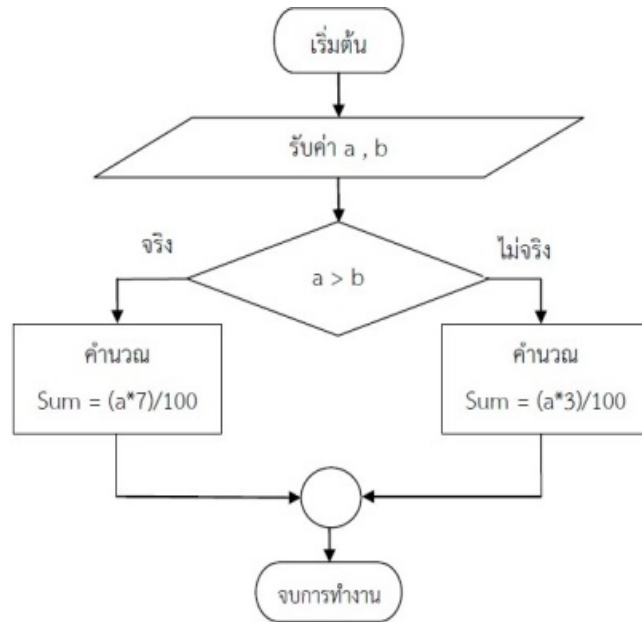 เริ่มต้น
รับค่า a , b
จริง
ไม่จริง
a > b
คำนวณ
Sum = (a*7)/100
คำนวณ
Sum = (a*3)/100
จบการทำงาน